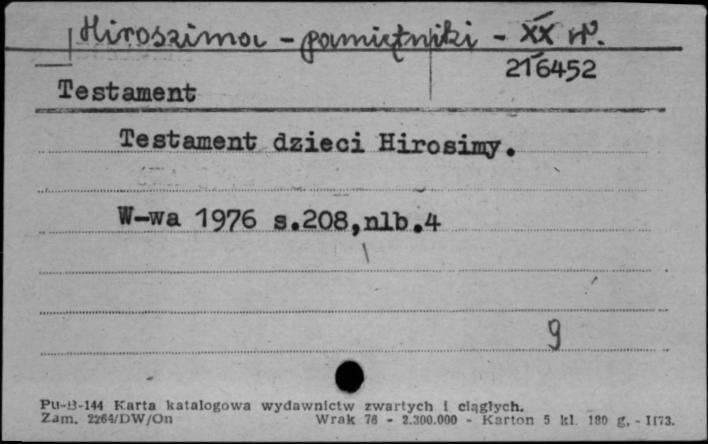 Hiroszima - pamiętniki - XX w.
216452
Testament
Testament dzieci Hirosimy.
W-wa 1976 s.208,nlb.4
9
Pu-B-144 Karta katalogowa wydawnictw zwartych i ciągłych.
Zam. 2264/DW/On Wrak 76 - 2.300.000 - Karton 5 kl. 180 g. - 1173.